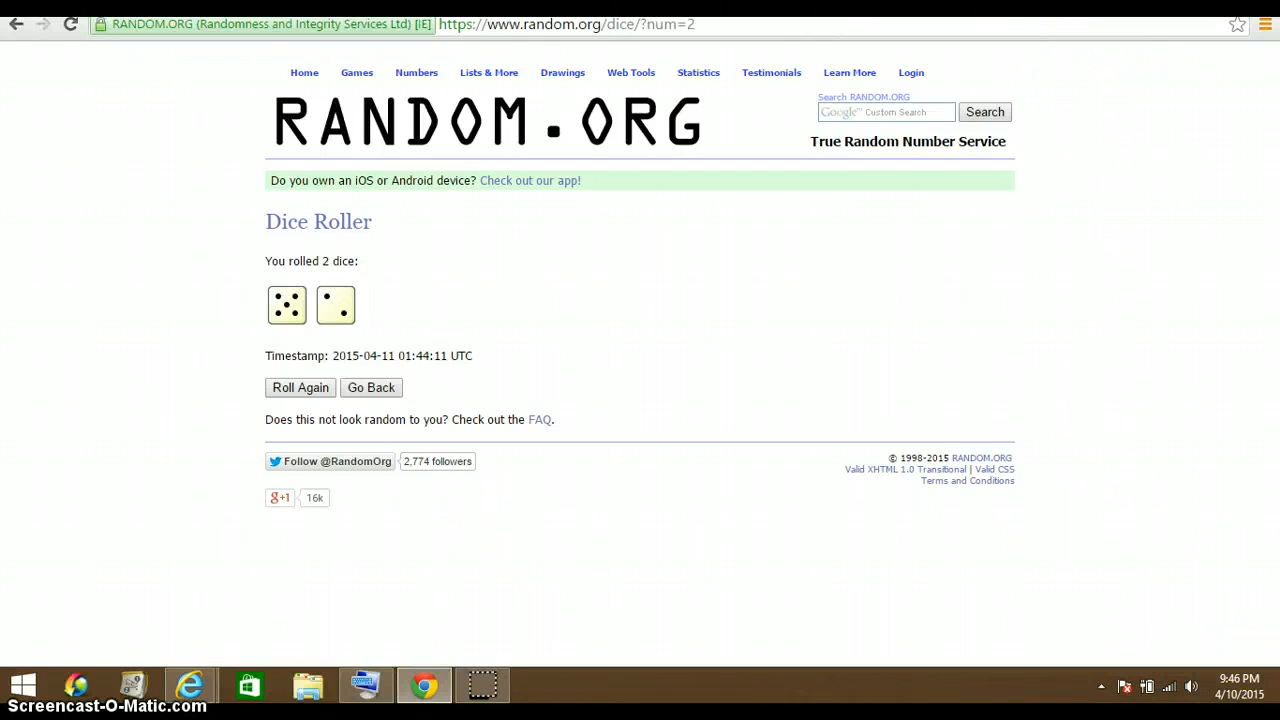 RANDOM.ORG (Randomness and Integrity Services Ltd) [IE] https://www.random.org/dice/?num=2
Home Games Numbers Lists & More Drawings Web Tools Statistics Testimonials Learn More Login
Search RANDOM.ORG
RANDOM.ORG
Google™ Custom Search Search
True Random Number Service
Do you own an iOS or Android device? Check out our app!
Dice Roller
You rolled 2 dice:
Timestamp: 2015-04-11 01:44:11 UTC
Roll Again Go Back
Does this not look random to you? Check out the FAQ.
Follow @RandomOrg 2,774 followers
© 1998-2015 RANDOM.ORG
Valid XHTML 1.0 Transitional | Valid CSS
Terms and Conditions
g+1 16k
9:46 PM
4/10/2015
Screencast-O-Matic.com